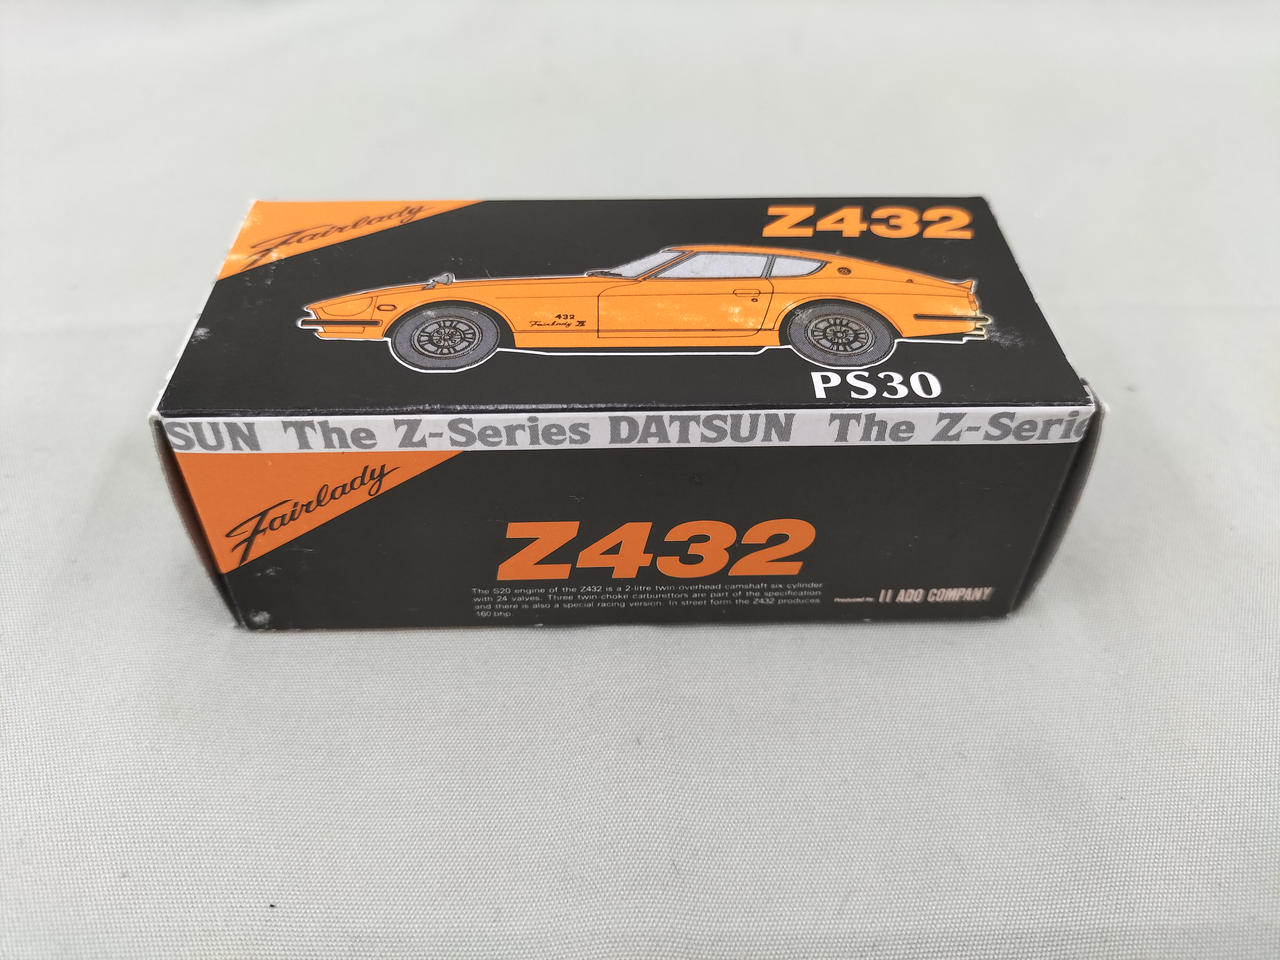 Fairlady
Z432
432
Fairlady Z
PS30
SUN The Z-Series DATSUN The Z-Serie
Fairlady
Z432
The S20 engine of the Z432 is a 2-litre twin-overhead-camshaft six-cylinder
with 24 valves. Three twin-choke carburettors are part of the specification
and there is also a special racing version. In street form the Z432 produces
160 bhp.
Produced by ADO COMPANY